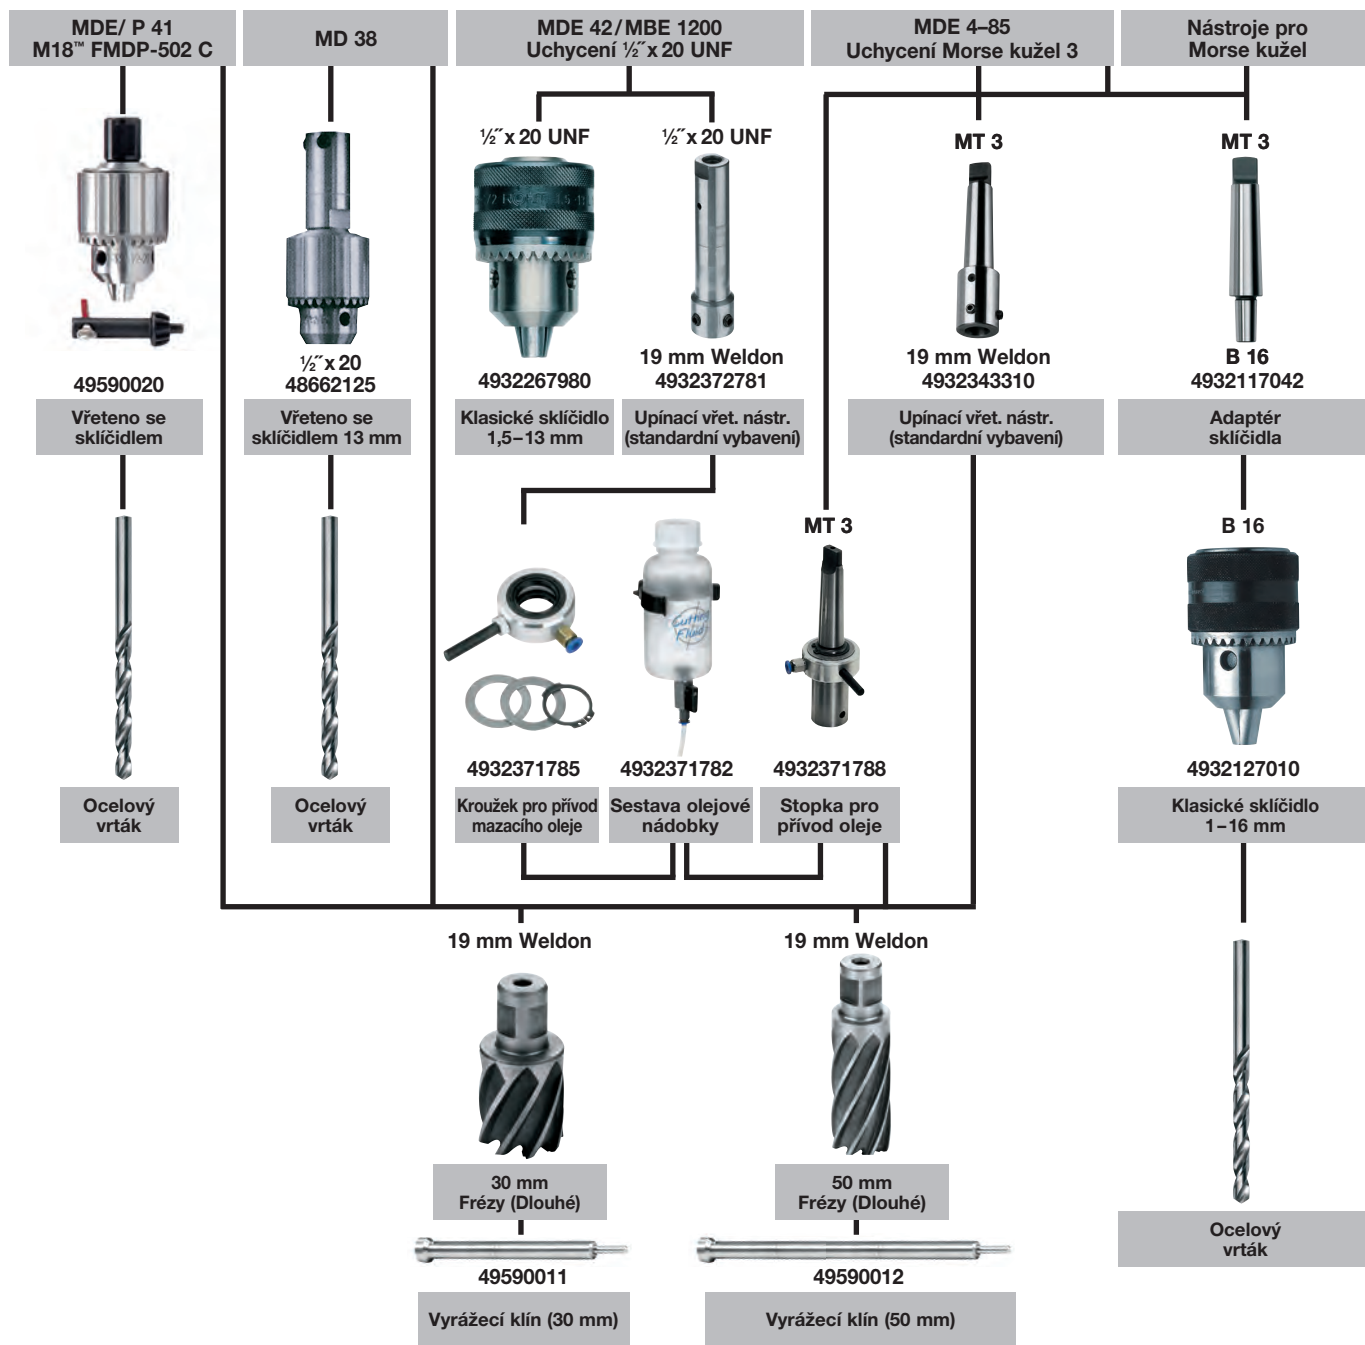 MDE/ P 41
M18™ FMDP-502 C
MD 38
MDE 42/MBE 1200
Uchycení ½˝x 20 UNF
MDE 4–85
Uchycení Morse kužel 3
Nástroje pro
Morse kužel
½˝x 20 UNF
½˝x 20 UNF
MT 3
MT 3
½˝x 20
19 mm Weldon
19 mm Weldon
B 16
49590020
48662125
4932267980
4932372781
4932343310
4932117042
Vřeteno se
sklíčidlem
Vřeteno se
sklíčidlem 13 mm
Klasické sklíčidlo
1,5–13 mm
Upínací vřet. nástr.
(standardní vybavení)
Upínací vřet. nástr.
(standardní vybavení)
Adaptér
sklíčidla
MT 3
B 16
Cutting
Fluid
4932371785
4932371782
4932371788
4932127010
Ocelový
vrták
Ocelový
vrták
Kroužek pro přívod
mazacího oleje
Sestava olejové
nádobky
Stopka pro
přívod oleje
Klasické sklíčidlo
1–16 mm
19 mm Weldon
19 mm Weldon
30 mm
Frézy (Dlouhé)
50 mm
Frézy (Dlouhé)
Ocelový
vrták
49590011
49590012
Vyrážecí klín (30 mm)
Vyrážecí klín (50 mm)